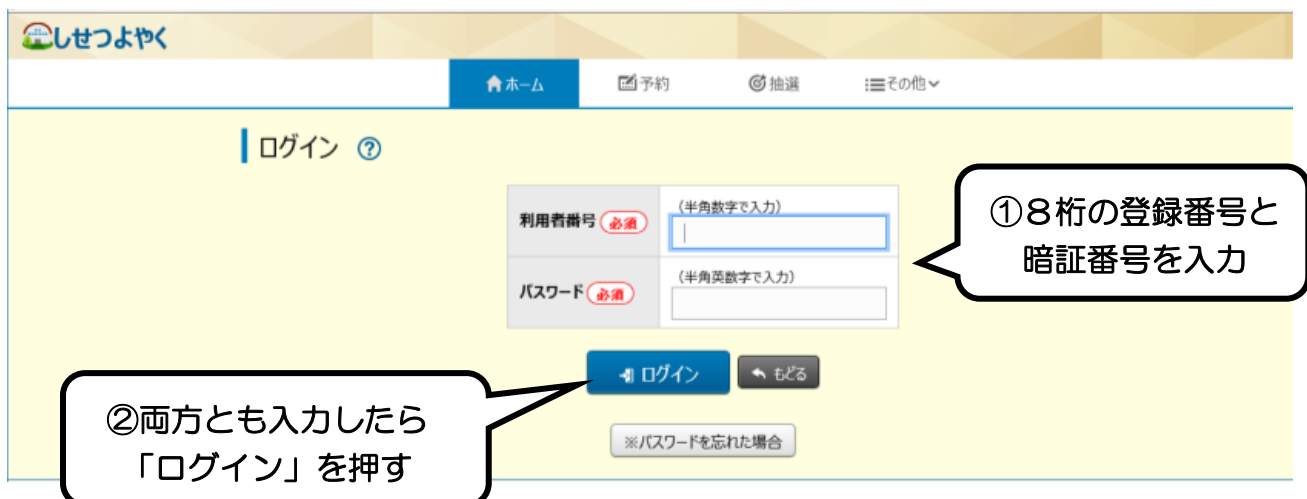 しせつよやく
ホーム
予約
抽選
その他
ログイン ?
利用者番号 必須
(半角数字で入力)
パスワード 必須
(半角英数字で入力)
①8桁の登録番号と
暗証番号を入力
ログイン
もどる
②両方とも入力したら
「ログイン」を押す
※パスワードを忘れた場合